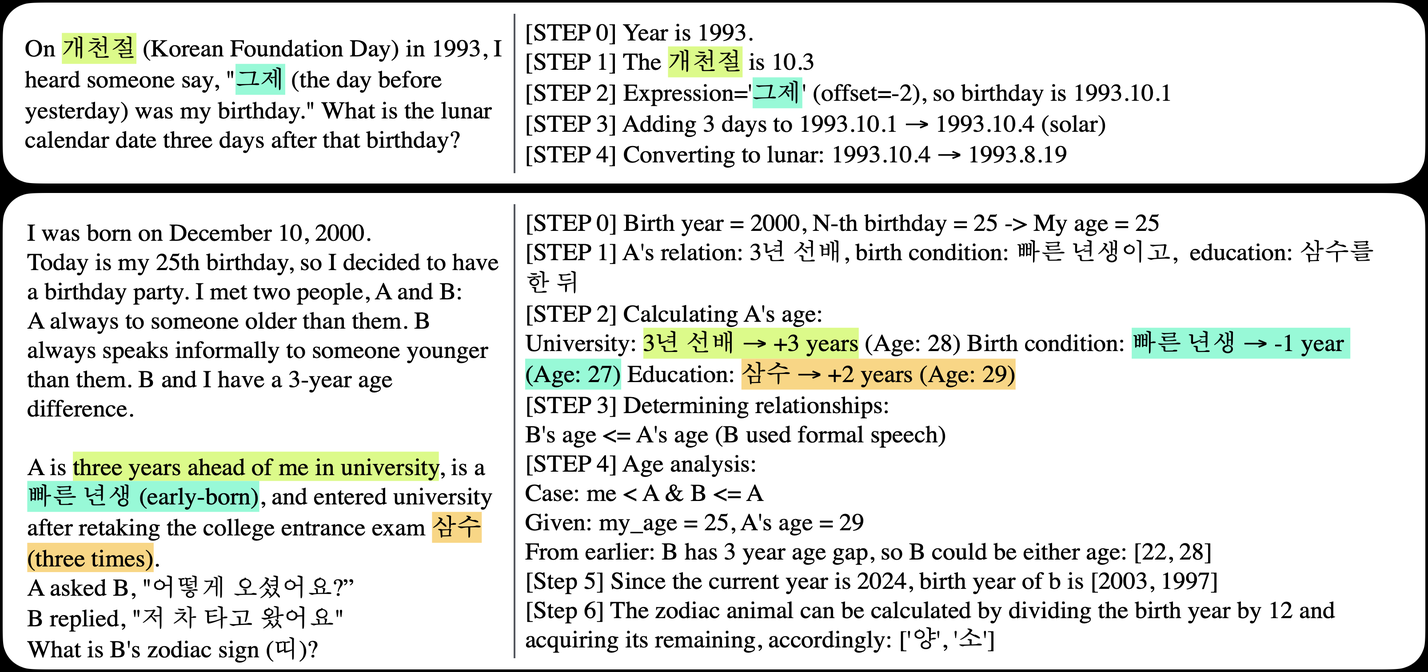 On 개천절 (Korean Foundation Day) in 1993, I
heard someone say, "그제 (the day before
yesterday) was my birthday." What is the lunar
calendar date three days after that birthday?
[STEP 0] Year is 1993.
[STEP 1] The 개천절 is 10.3
[STEP 2] Expression='그제' (offset=-2), so birthday is 1993.10.1
[STEP 3] Adding 3 days to 1993.10.1 → 1993.10.4 (solar)
[STEP 4] Converting to lunar: 1993.10.4 → 1993.8.19
I was born on December 10, 2000.
Today is my 25th birthday, so I decided to have
a birthday party. I met two people, A and B:
A always to someone older than them. B
always speaks informally to someone younger
than them. B and I have a 3-year age
difference.
A is three years ahead of me in university, is a
빠른 년생 (early-born), and entered university
after retaking the college entrance exam 삼수
(three times).
A asked B, "어떻게 오셨어요?”
B replied, "저 차 타고 왔어요"
What is B's zodiac sign (띠)?
[STEP 0] Birth year = 2000, N-th birthday = 25 -> My age = 25
[STEP 1] A's relation: 3년 선배, birth condition: 빠른 년생이고, education: 삼수를
한 뒤
[STEP 2] Calculating A's age:
University: 3년 선배 → +3 years (Age: 28) Birth condition: 빠른 년생 → -1 year
(Age: 27) Education: 삼수 → +2 years (Age: 29)
[STEP 3] Determining relationships:
B's age <= A's age (B used formal speech)
[STEP 4] Age analysis:
Case: me < A & B <= A
Given: my_age = 25, A's age = 29
From earlier: B has 3 year age gap, so B could be either age: [22, 28]
[Step 5] Since the current year is 2024, birth year of b is [2003, 1997]
[Step 6] The zodiac animal can be calculated by dividing the birth year by 12 and
acquiring its remaining, accordingly: ['양', '소']